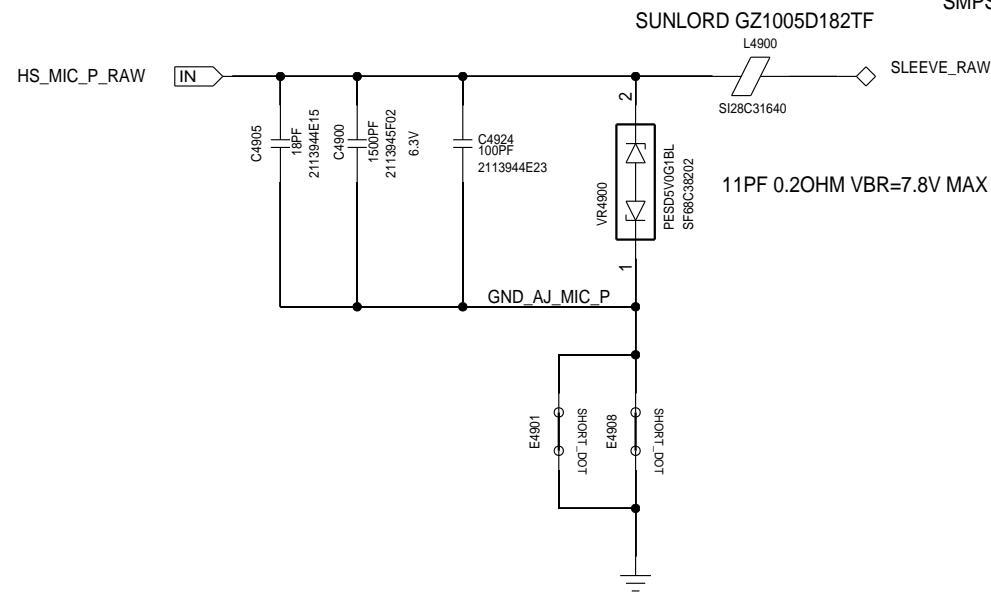 SMPS
SUNLORD GZ1005D182TF
L4900
HS_MIC_P_RAW
IN
SLEEVE_RAW
SI28C31640
C4905
18PF
2113944E15
C4900
1500PF
2113945F02
6.3V
C4924
100PF
2113944E23
2
VR4900
PESD5V0G1BL
SF68C38202
1
11PF 0.2OHM VBR=7.8V MAX
GND_AJ_MIC_P
E4901
SHORT_DOT
E4908
SHORT_DOT